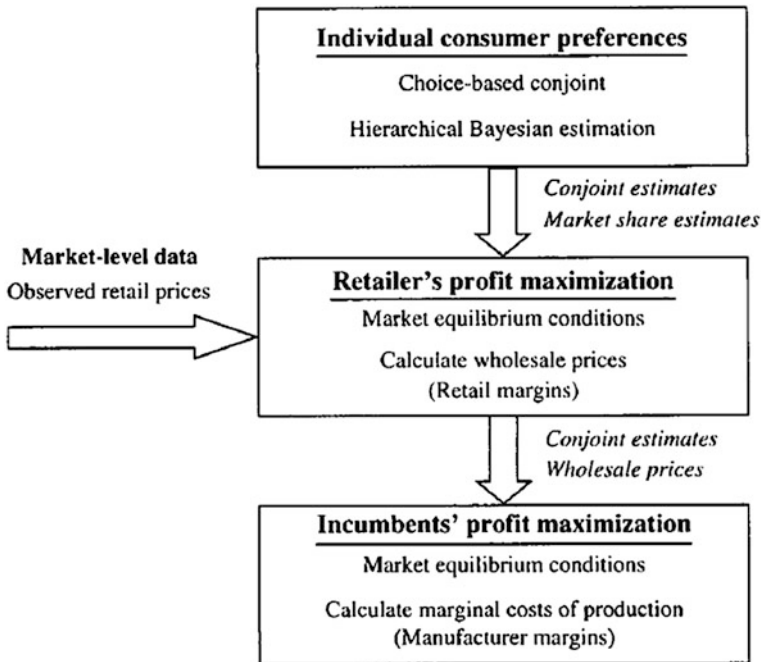 Individual consumer preferences
Choice-based conjoint
Hierarchical Bayesian estimation
Conjoint estimates
Market share estimates
Market-level data
Observed retail prices
Retailer's profit maximization
Market equilibrium conditions
Calculate wholesale prices
(Retail margins)
Conjoint estimates
Wholesale prices
Incumbents' profit maximization
Market equilibrium conditions
Calculate marginal costs of production
(Manufacturer margins)